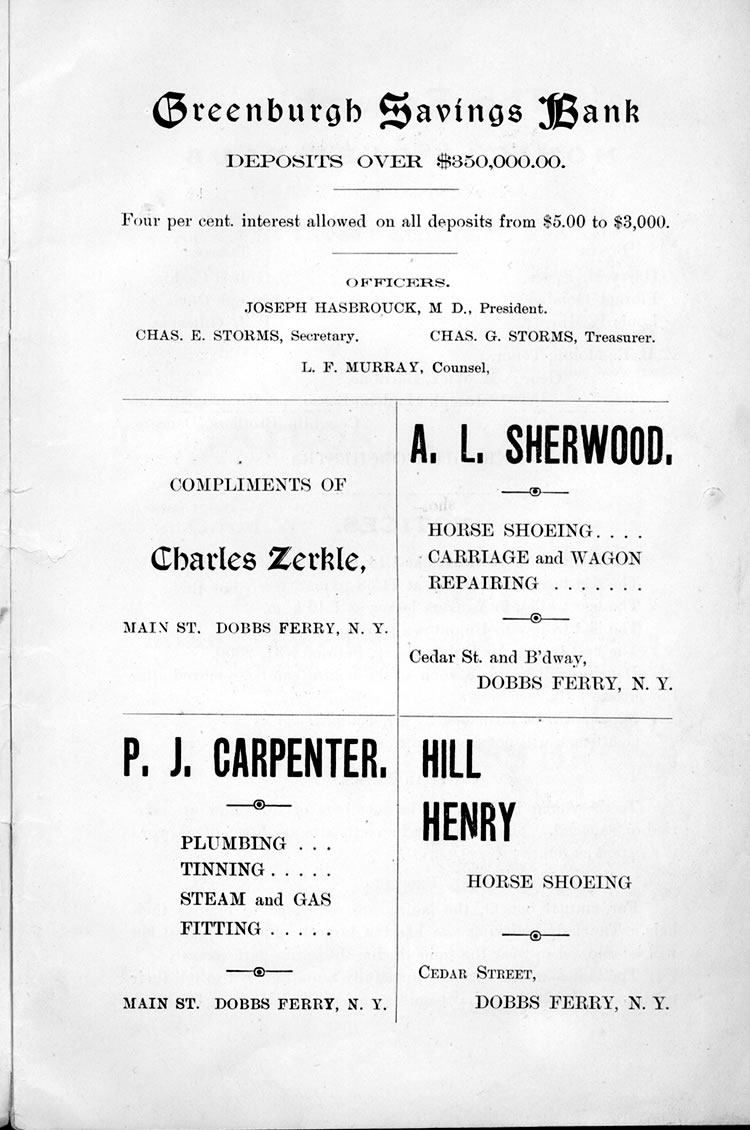 Greenburgh Savings Bank
DEPOSITS OVER $350,000.00.
Four per cent. interest allowed on all deposits from $5.00 to $3,000.
OFFICERS.
JOSEPH HASBROUCK, M D., President.
CHAS. E. STORMS, Secretary. CHAS. G. STORMS, Treasurer.
L. F. MURRAY, Counsel,
COMPLIMENTS OF
Charles Zerkle,
MAIN ST. DOBBS FERRY, N. Y.
A. L. SHERWOOD.
HORSE SHOEING. . . .
CARRIAGE and WAGON
REPAIRING . . . . . . .
Cedar St. and B'dway,
DOBBS FERRY, N. Y.
P. J. CARPENTER.
PLUMBING . . .
TINNING . . . . .
STEAM and GAS
FITTING . . . . .
MAIN ST. DOBBS FERRY, N. Y.
HILL
HENRY
HORSE SHOEING
CEDAR STREET,
DOBBS FERRY, N. Y.